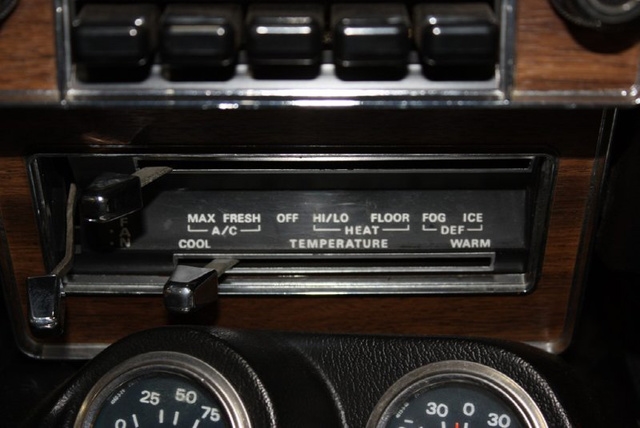 MAX FRESH OFF HI/LO FLOOR FOG ICE
A/C HEAT DEF
COOL TEMPERATURE WARM
0 25 50 75
30 0 30